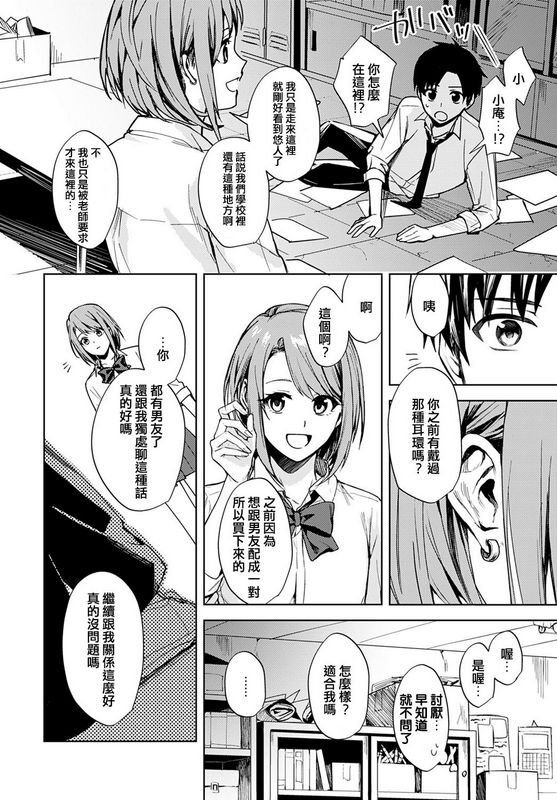 小
小庵…!?
你怎麼
在這裡!?
ガバッ
我只是走來這裡
就剛好看到悠人了
話說我們學校裡
還有這種地方啊
不
我也只是被老師要求
才來這裡的…
咦
你之前有戴過
那種耳環嗎?
啊
這個啊?
之前因為
想跟男友配成一對
所以買下來的
…你
都有男友了
還跟我獨處聊這種話
真的好嗎
喔…
是喔…
討厭…
早知道
就不問了
怎麼樣?
適合我嗎
…
繼續跟我關係這麼好
真的沒問題嗎